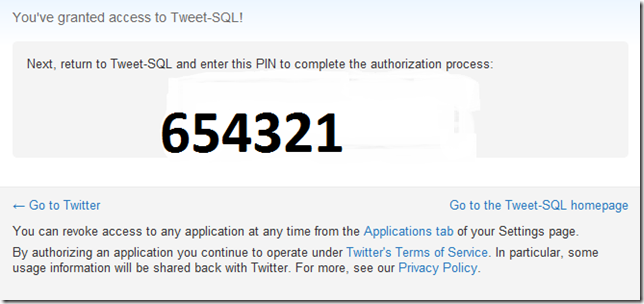 You've granted access to Tweet-SQL!
Next, return to Tweet-SQL and enter this PIN to complete the authorization process:
654321
← Go to Twitter
Go to the Tweet-SQL homepage
You can revoke access to any application at any time from the Applications tab of your Settings page.
By authorizing an application you continue to operate under Twitter's Terms of Service. In particular, some
usage information will be shared back with Twitter. For more, see our Privacy Policy.